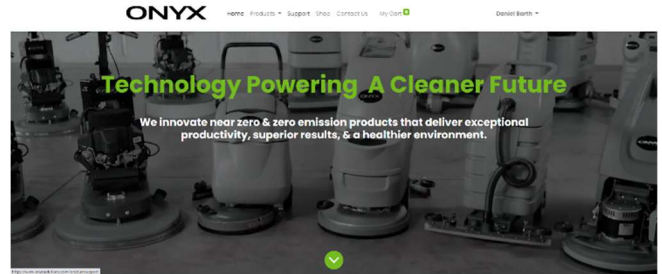 ONYX
Home Products Support Shop Contact Us My Cart
Daniel Barth
Technology Powering A Cleaner Future
ONYX
We innovate near zero & zero emission products that deliver exceptional
productivity, superior results, & a healthier environment.